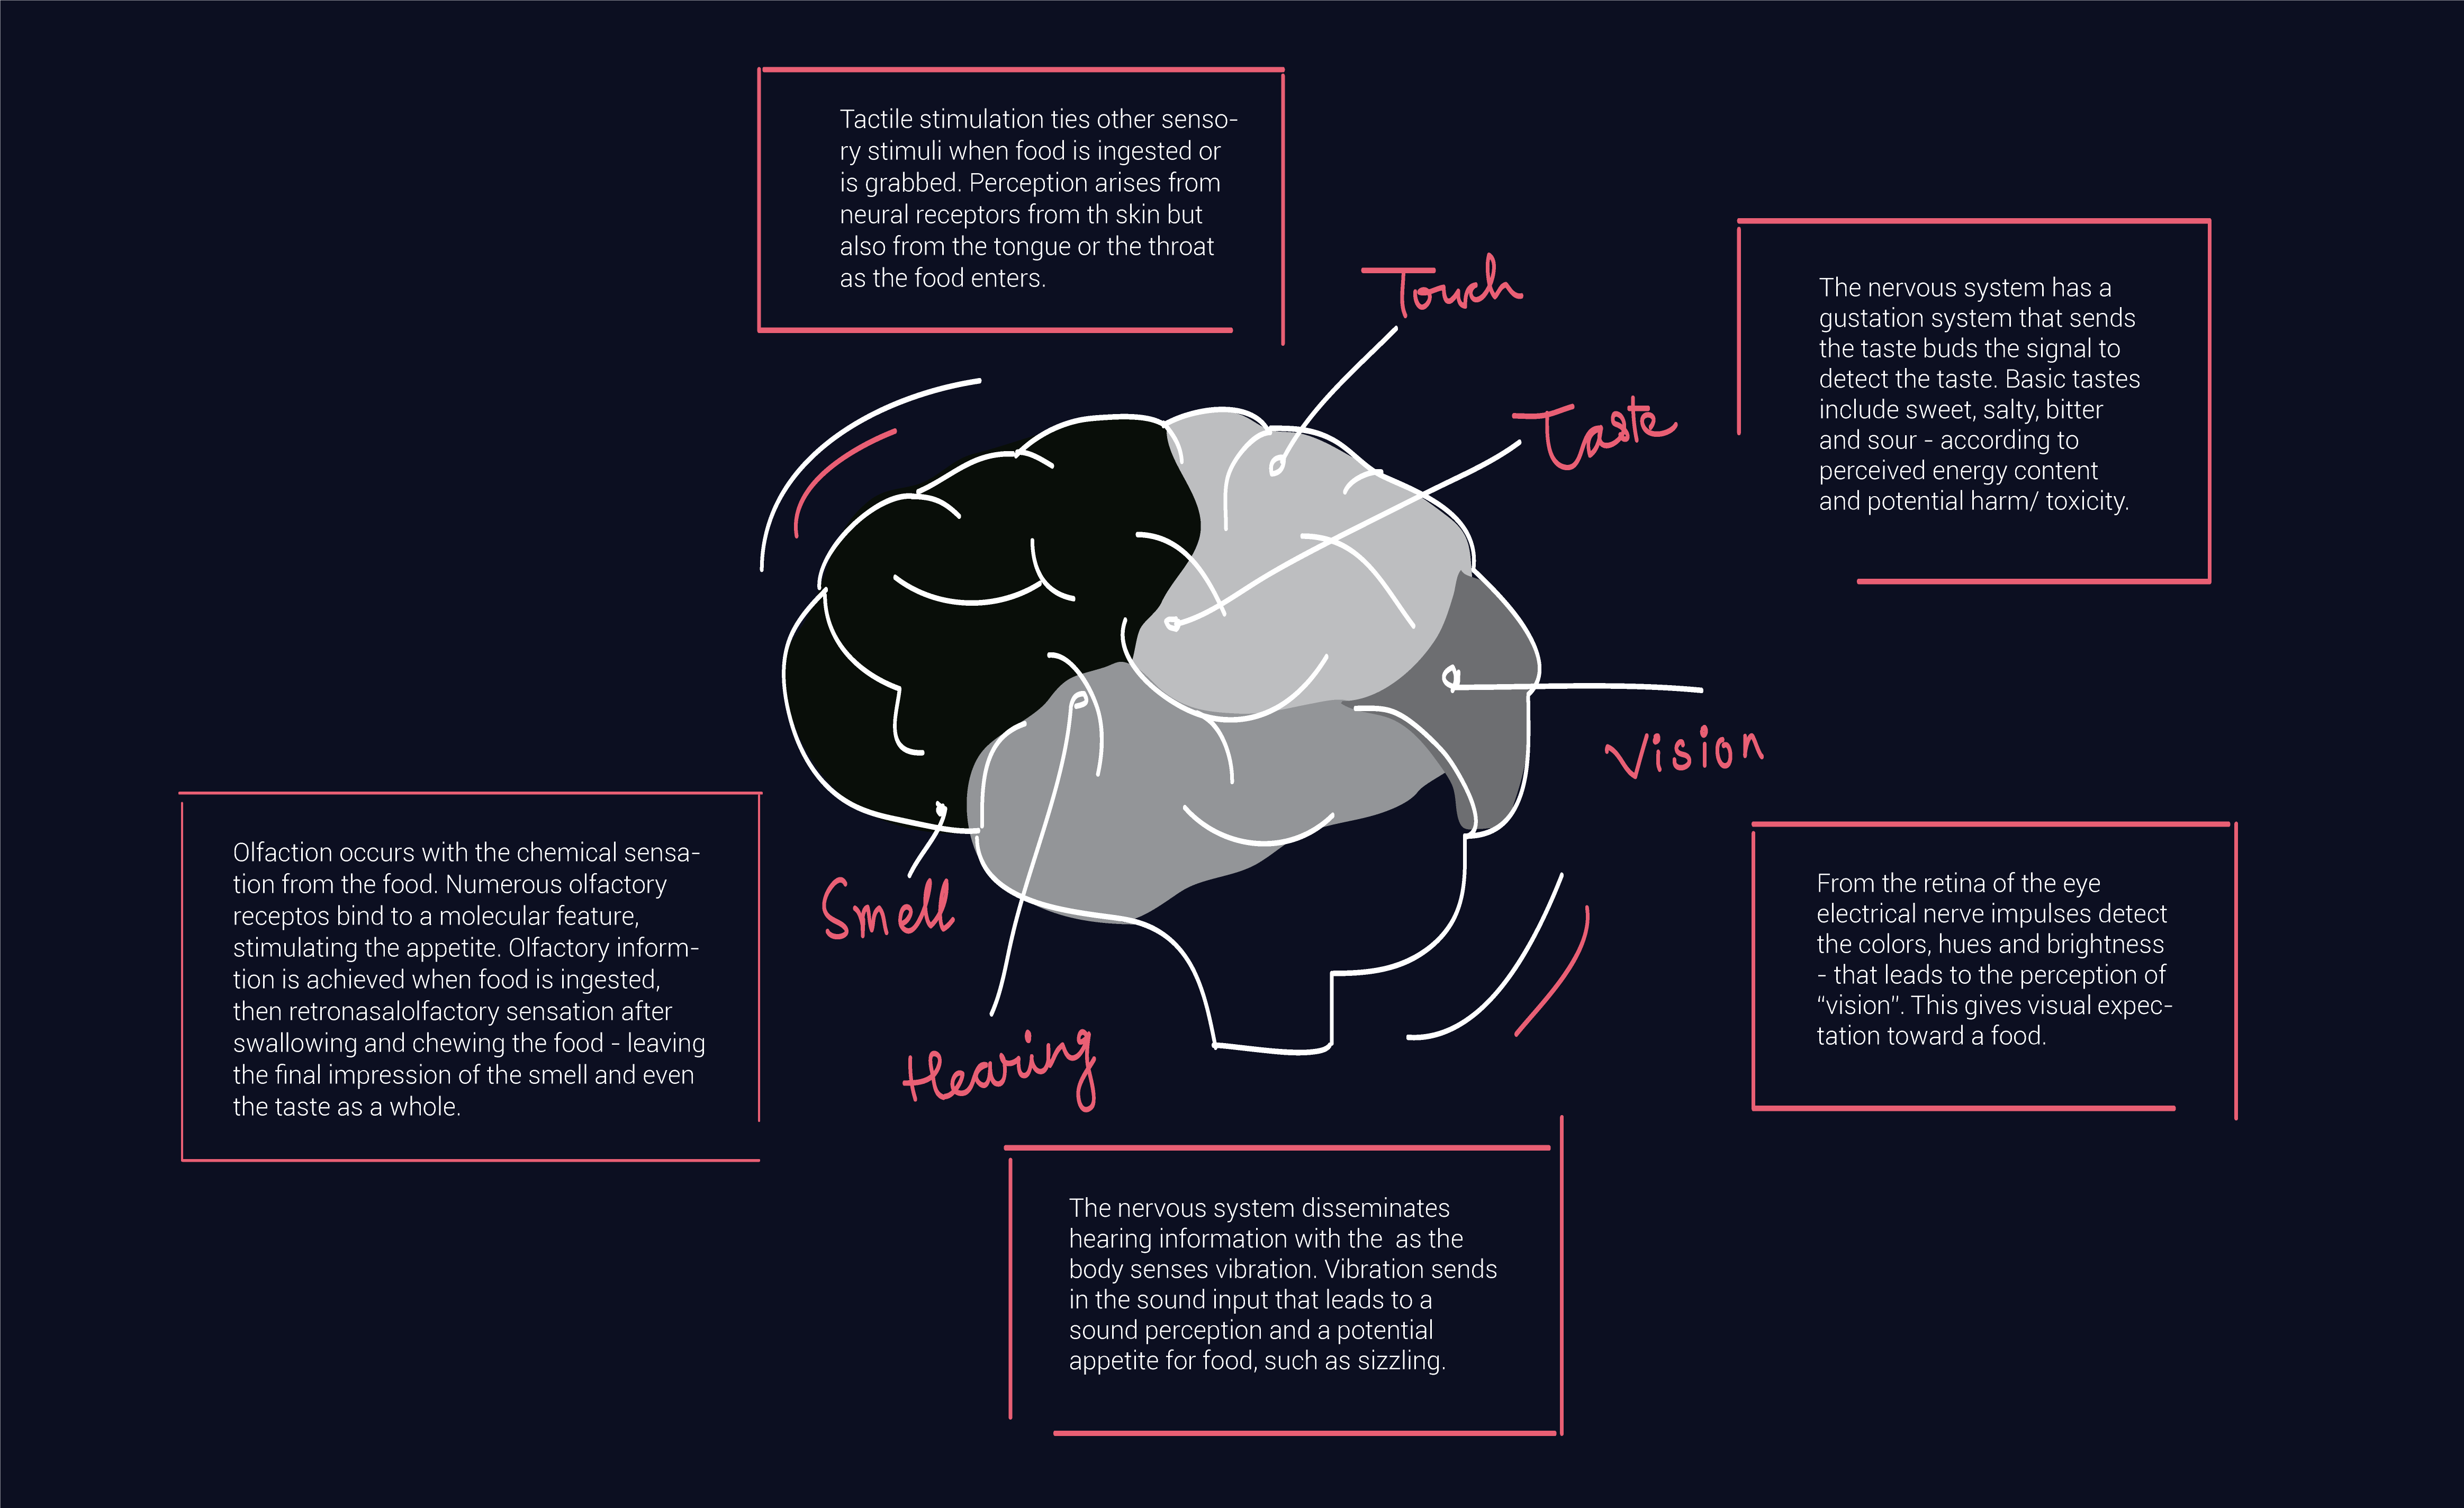 Tactile stimulation ties other senso-
ry stimuli when food is ingested or
is grabbed. Perception arises from
neural receptors from th skin but
also from the tongue or the throat
as the food enters.
Touch
Taste
The nervous system has a
gustation system that sends
the taste buds the signal to
detect the taste. Basic tastes
include sweet, salty, bitter
and sour - according to
perceived energy content
and potential harm/ toxicity.
Vision
Olfaction occurs with the chemical sensa-
tion from the food. Numerous olfactory
receptos bind to a molecular feature,
stimulating the appetite. Olfactory inform-
tion is achieved when food is ingested,
then retronasalolfactory sensation after
swallowing and chewing the food - leaving
the final impression of the smell and even
the taste as a whole.
Smell
Hearing
From the retina of the eye
electrical nerve impulses detect
the colors, hues and brightness
- that leads to the perception of
“vision”. This gives visual expec-
tation toward a food.
The nervous system disseminates
hearing information with the  as the
body senses vibration. Vibration sends
in the sound input that leads to a
sound perception and a potential
appetite for food, such as sizzling.